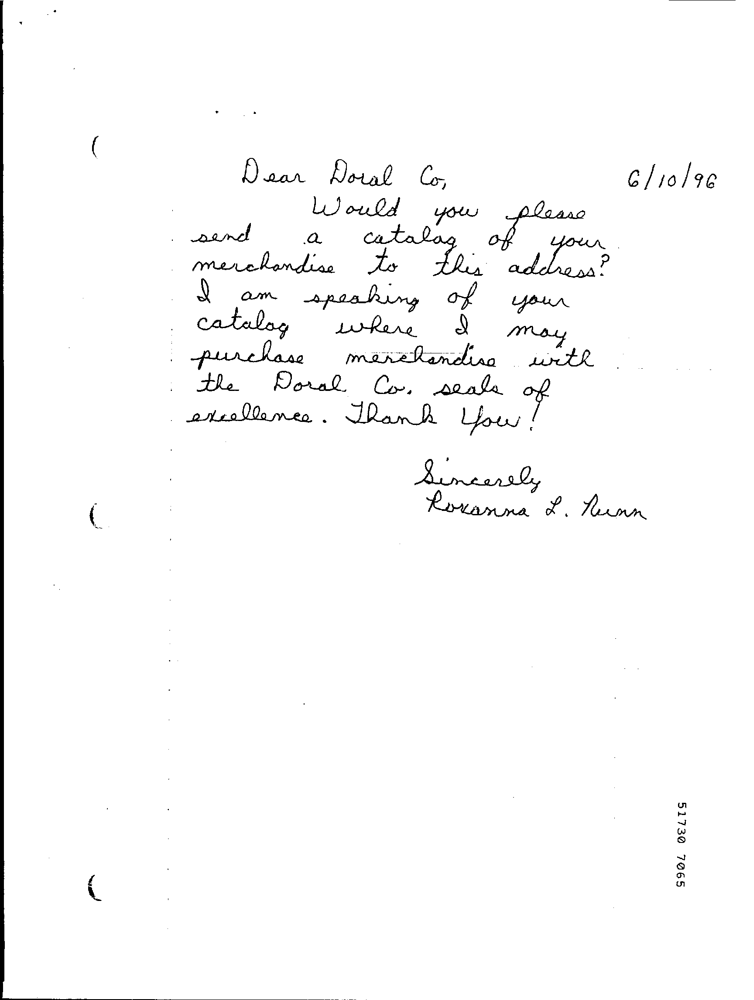 Dear Doral Co, 6/10/96
Would you please
send a catalog of your
merchandise to this address?
I am speaking of your
catalog where I may
purchase merchandise with
the Doral Co. seals of
excellence. Thank You!
Sincerely
Roxanna L. Nunn
51730 7065